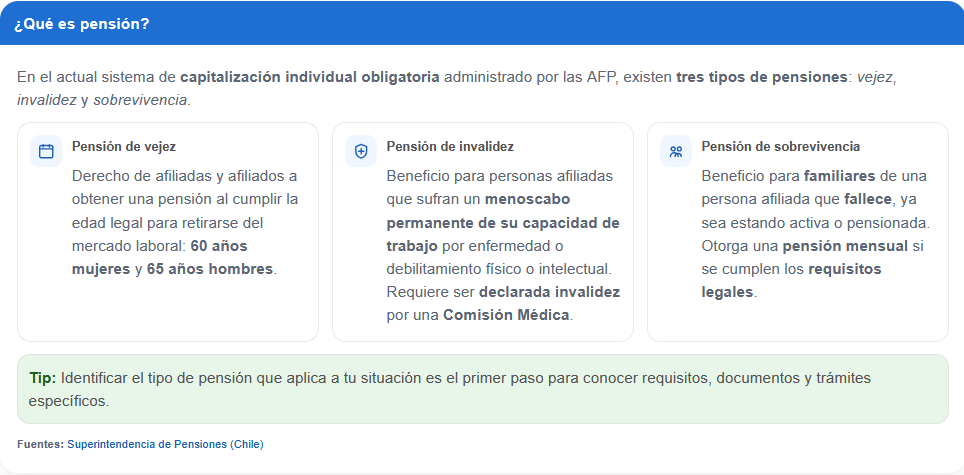 ¿Qué es pensión?
En el actual sistema de capitalización individual obligatoria administrado por las AFP, existen tres tipos de pensiones: vejez,
invalidez y sobrevivencia.
Pensión de vejez
Derecho de afiliadas y afiliados a
obtener una pensión al cumplir la
edad legal para retirarse del
mercado laboral: 60 años
mujeres y 65 años hombres.
Pensión de invalidez
Beneficio para personas afiliadas
que sufran un menoscabo
permanente de su capacidad de
trabajo por enfermedad o
debilitamiento físico o intelectual.
Requiere ser declarada invalidez
por una Comisión Médica.
Pensión de sobrevivencia
Beneficio para familiares de una
persona afiliada que fallece, ya
sea estando activa o pensionada.
Otorga una pensión mensual si
se cumplen los requisitos
legales.
Tip: Identificar el tipo de pensión que aplica a tu situación es el primer paso para conocer requisitos, documentos y trámites
específicos.
Fuentes: Superintendencia de Pensiones (Chile)